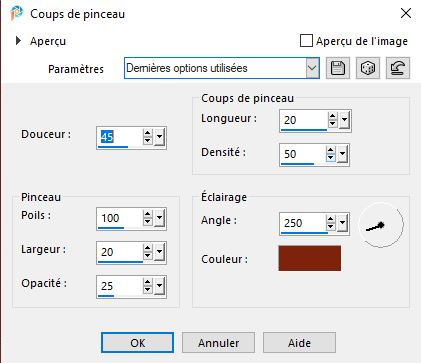 Coups de pinceau
Aperçu
Aperçu de l'image
Paramètres
Dernières options utilisées
Douceur :
45
Coups de pinceau
Longueur :
20
Densité :
50
Pinceau
Poils :
100
Largeur :
20
Opacité :
25
Éclairage
Angle :
250
Couleur :
OK
Annuler
Aide